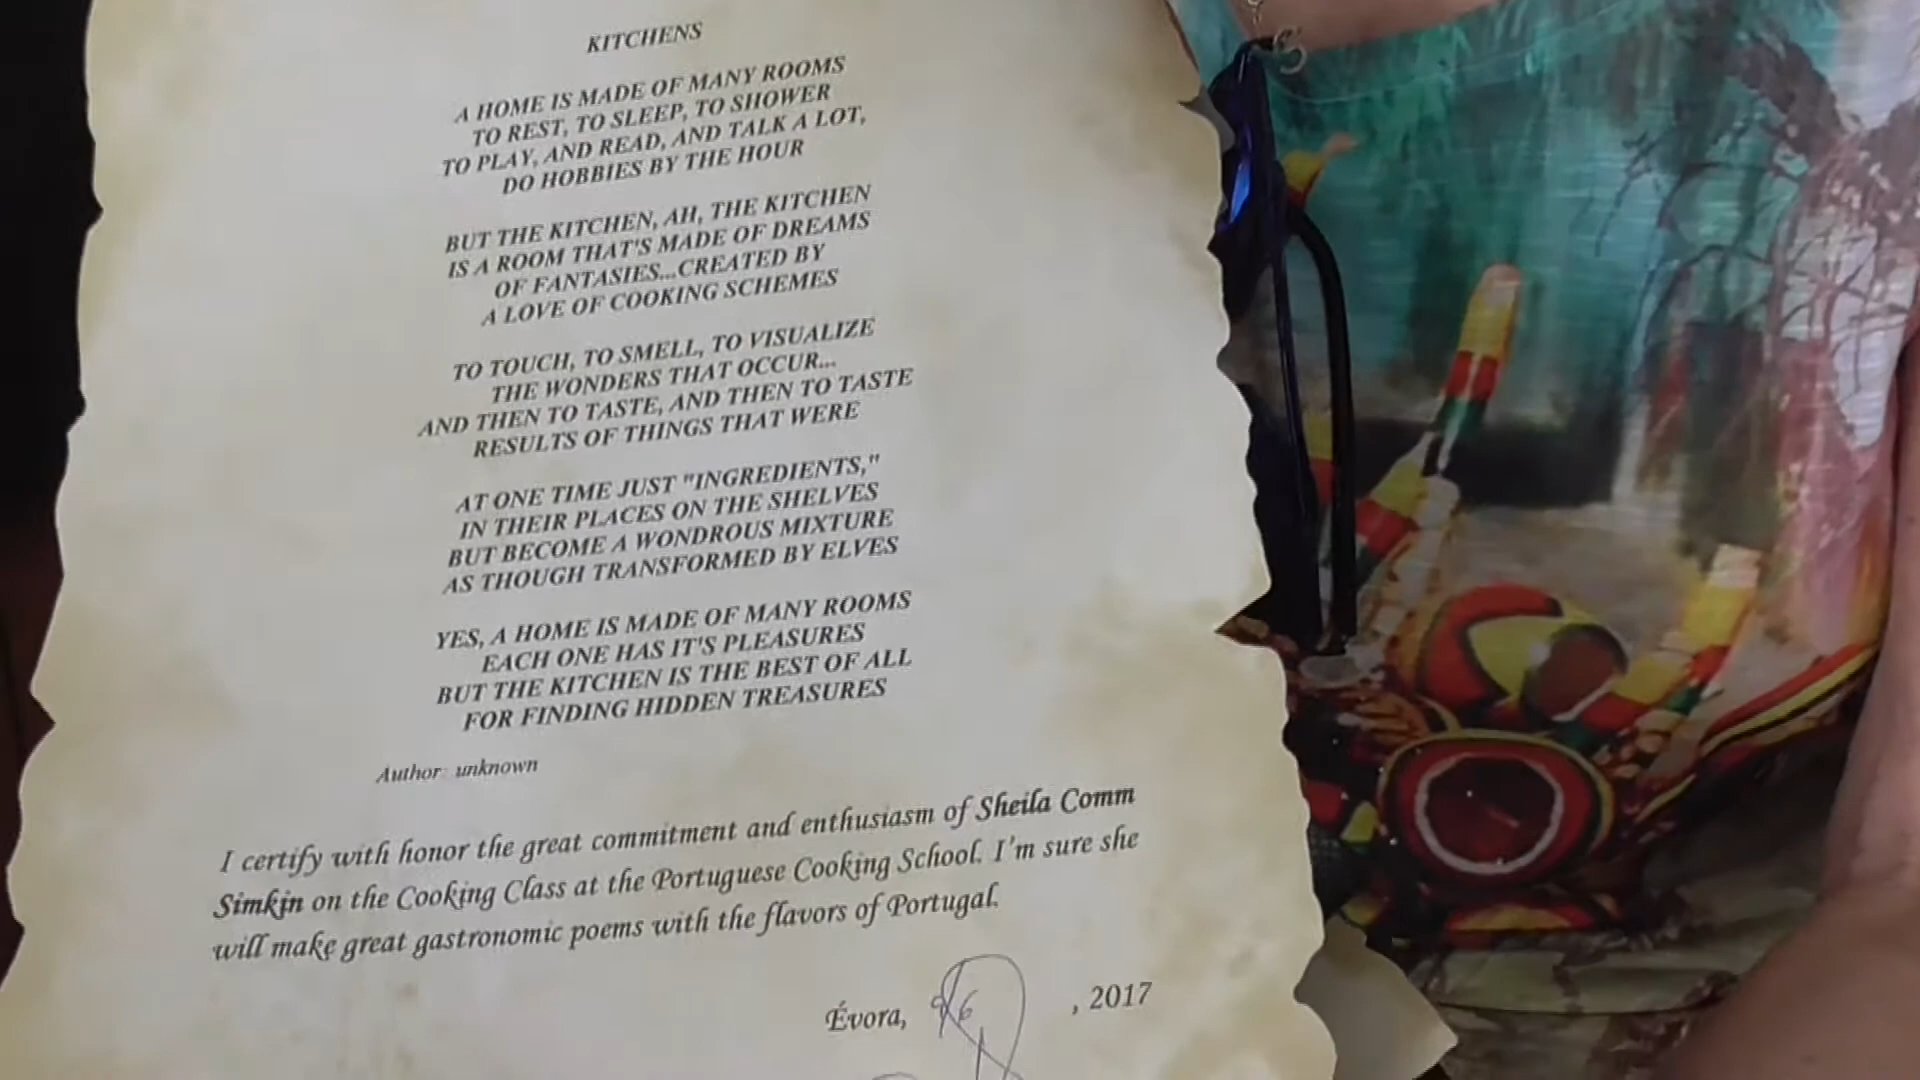 KITCHENS
A HOME IS MADE OF MANY ROOMS
TO REST, TO SLEEP, TO SHOWER
TO PLAY, AND READ, AND TALK A LOT,
DO HOBBIES BY THE HOUR
BUT THE KITCHEN, AH, THE KITCHEN
IS A ROOM THAT'S MADE OF DREAMS
OF FANTASIES...CREATED BY
A LOVE OF COOKING SCHEMES
TO TOUCH, TO SMELL, TO VISUALIZE
THE WONDERS THAT OCCUR...
AND THEN TO TASTE, AND THEN TO TASTE
RESULTS OF THINGS THAT WERE
AT ONE TIME JUST "INGREDIENTS,"
IN THEIR PLACES ON THE SHELVES
BUT BECOME A WONDROUS MIXTURE
AS THOUGH TRANSFORMED BY ELVES
YES, A HOME IS MADE OF MANY ROOMS
EACH ONE HAS IT'S PLEASURES
BUT THE KITCHEN IS THE BEST OF ALL
FOR FINDING HIDDEN TREASURES
Author: unknown
I certify with honor the great commitment and enthusiasm of Sheila Comm
Simkin on the Cooking Class at the Portuguese Cooking School. I'm sure she
will make great gastronomic poems with the flavors of Portugal.
Évora, , 2017